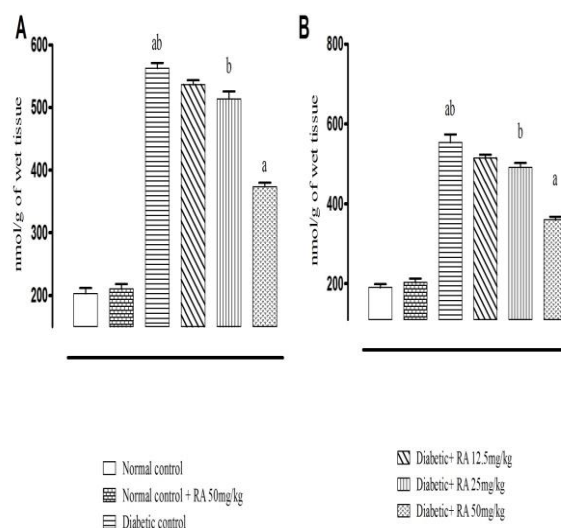 A
600
500
400
300
200
nmol/g of wet tissue
ab
b
a
B
800
600
400
200
nmol/g of wet tissue
ab
b
a
Normal control
Normal control + RA 50mg/kg
Diabetic control
Diabetic+ RA 12.5mg/kg
Diabetic+ RA 25mg/kg
Diabetic+ RA 50mg/kg